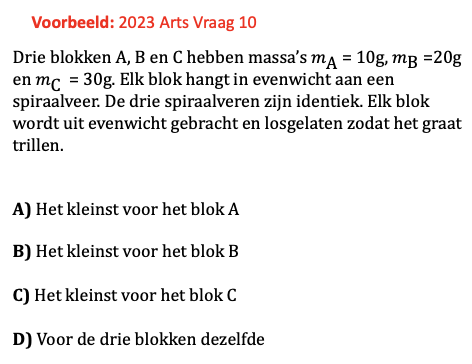 Voorbeeld: 2023 Arts Vraag 10
Drie blokken A, B en C hebben massa’s m_A = 10g, m_B =20g
en m_C = 30g. Elk blok hangt in evenwicht aan een
spiraalveer. De drie spiraalveren zijn identiek. Elk blok
wordt uit evenwicht gebracht en losgelaten zodat het graat
trillen.
A) Het kleinst voor het blok A
B) Het kleinst voor het blok B
C) Het kleinst voor het blok C
D) Voor de drie blokken dezelfde